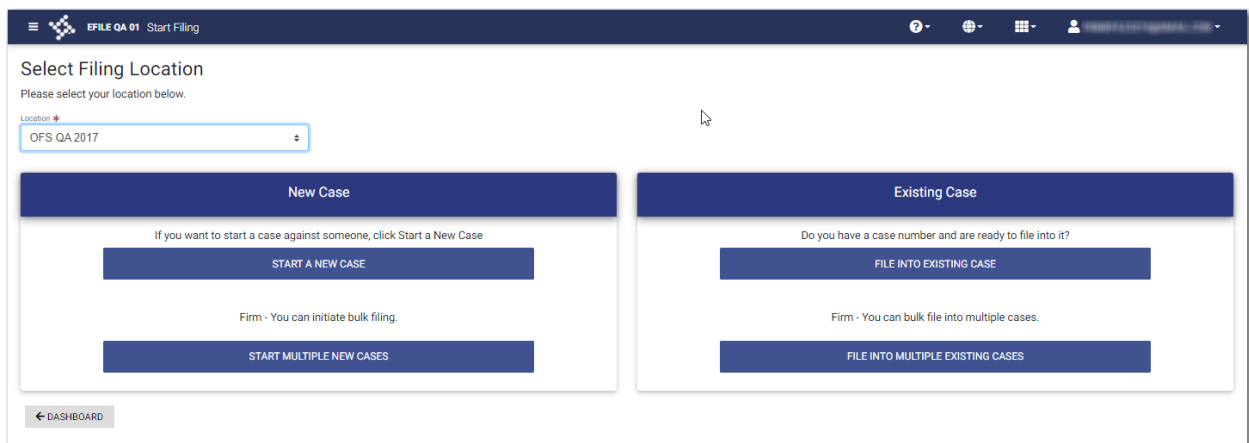 EFILE QA 01 Start Filing
Select Filing Location
Please select your location below.
Location *
OFS QA 2017
New Case
If you want to start a case against someone, click Start a New Case
START A NEW CASE
Firm - You can initiate bulk filing.
START MULTIPLE NEW CASES
Existing Case
Do you have a case number and are ready to file into it?
FILE INTO EXISTING CASE
Firm - You can bulk file into multiple cases.
FILE INTO MULTIPLE EXISTING CASES
DASHBOARD